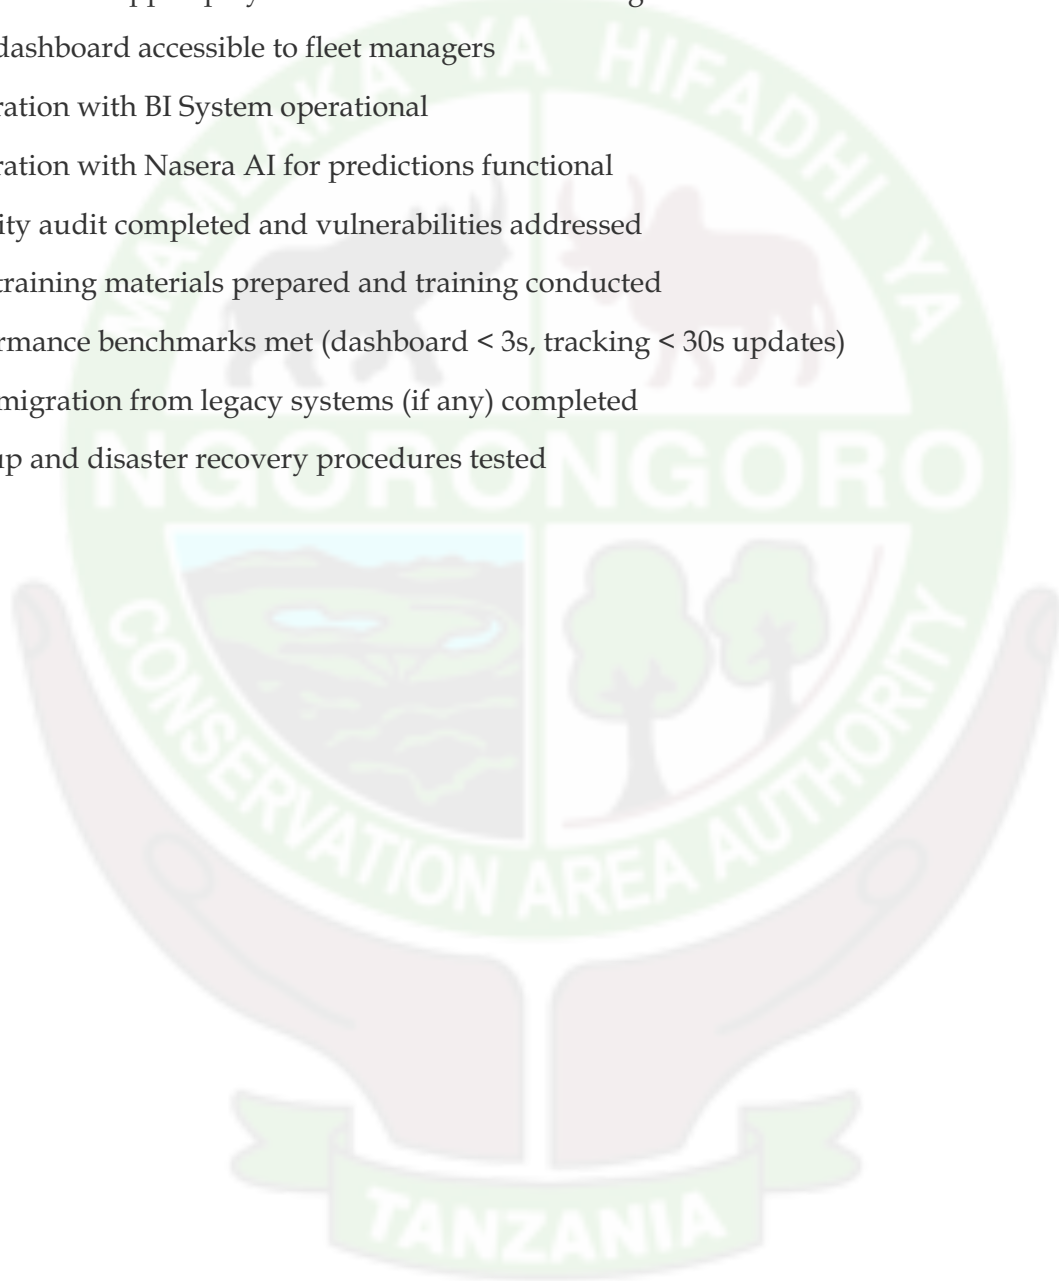 dashboard accessible to fleet managers
ration with BI System operational
ration with Nasera AI for predictions functional
ity audit completed and vulnerabilities addressed
training materials prepared and training conducted
rmance benchmarks met (dashboard < 3s, tracking < 30s updates)
migration from legacy systems (if any) completed
up and disaster recovery procedures tested
MAMLAKA YA HIFADHI YA
NGORONGORO
CONSERVATION AREA AUTHORITY
TANZANIA